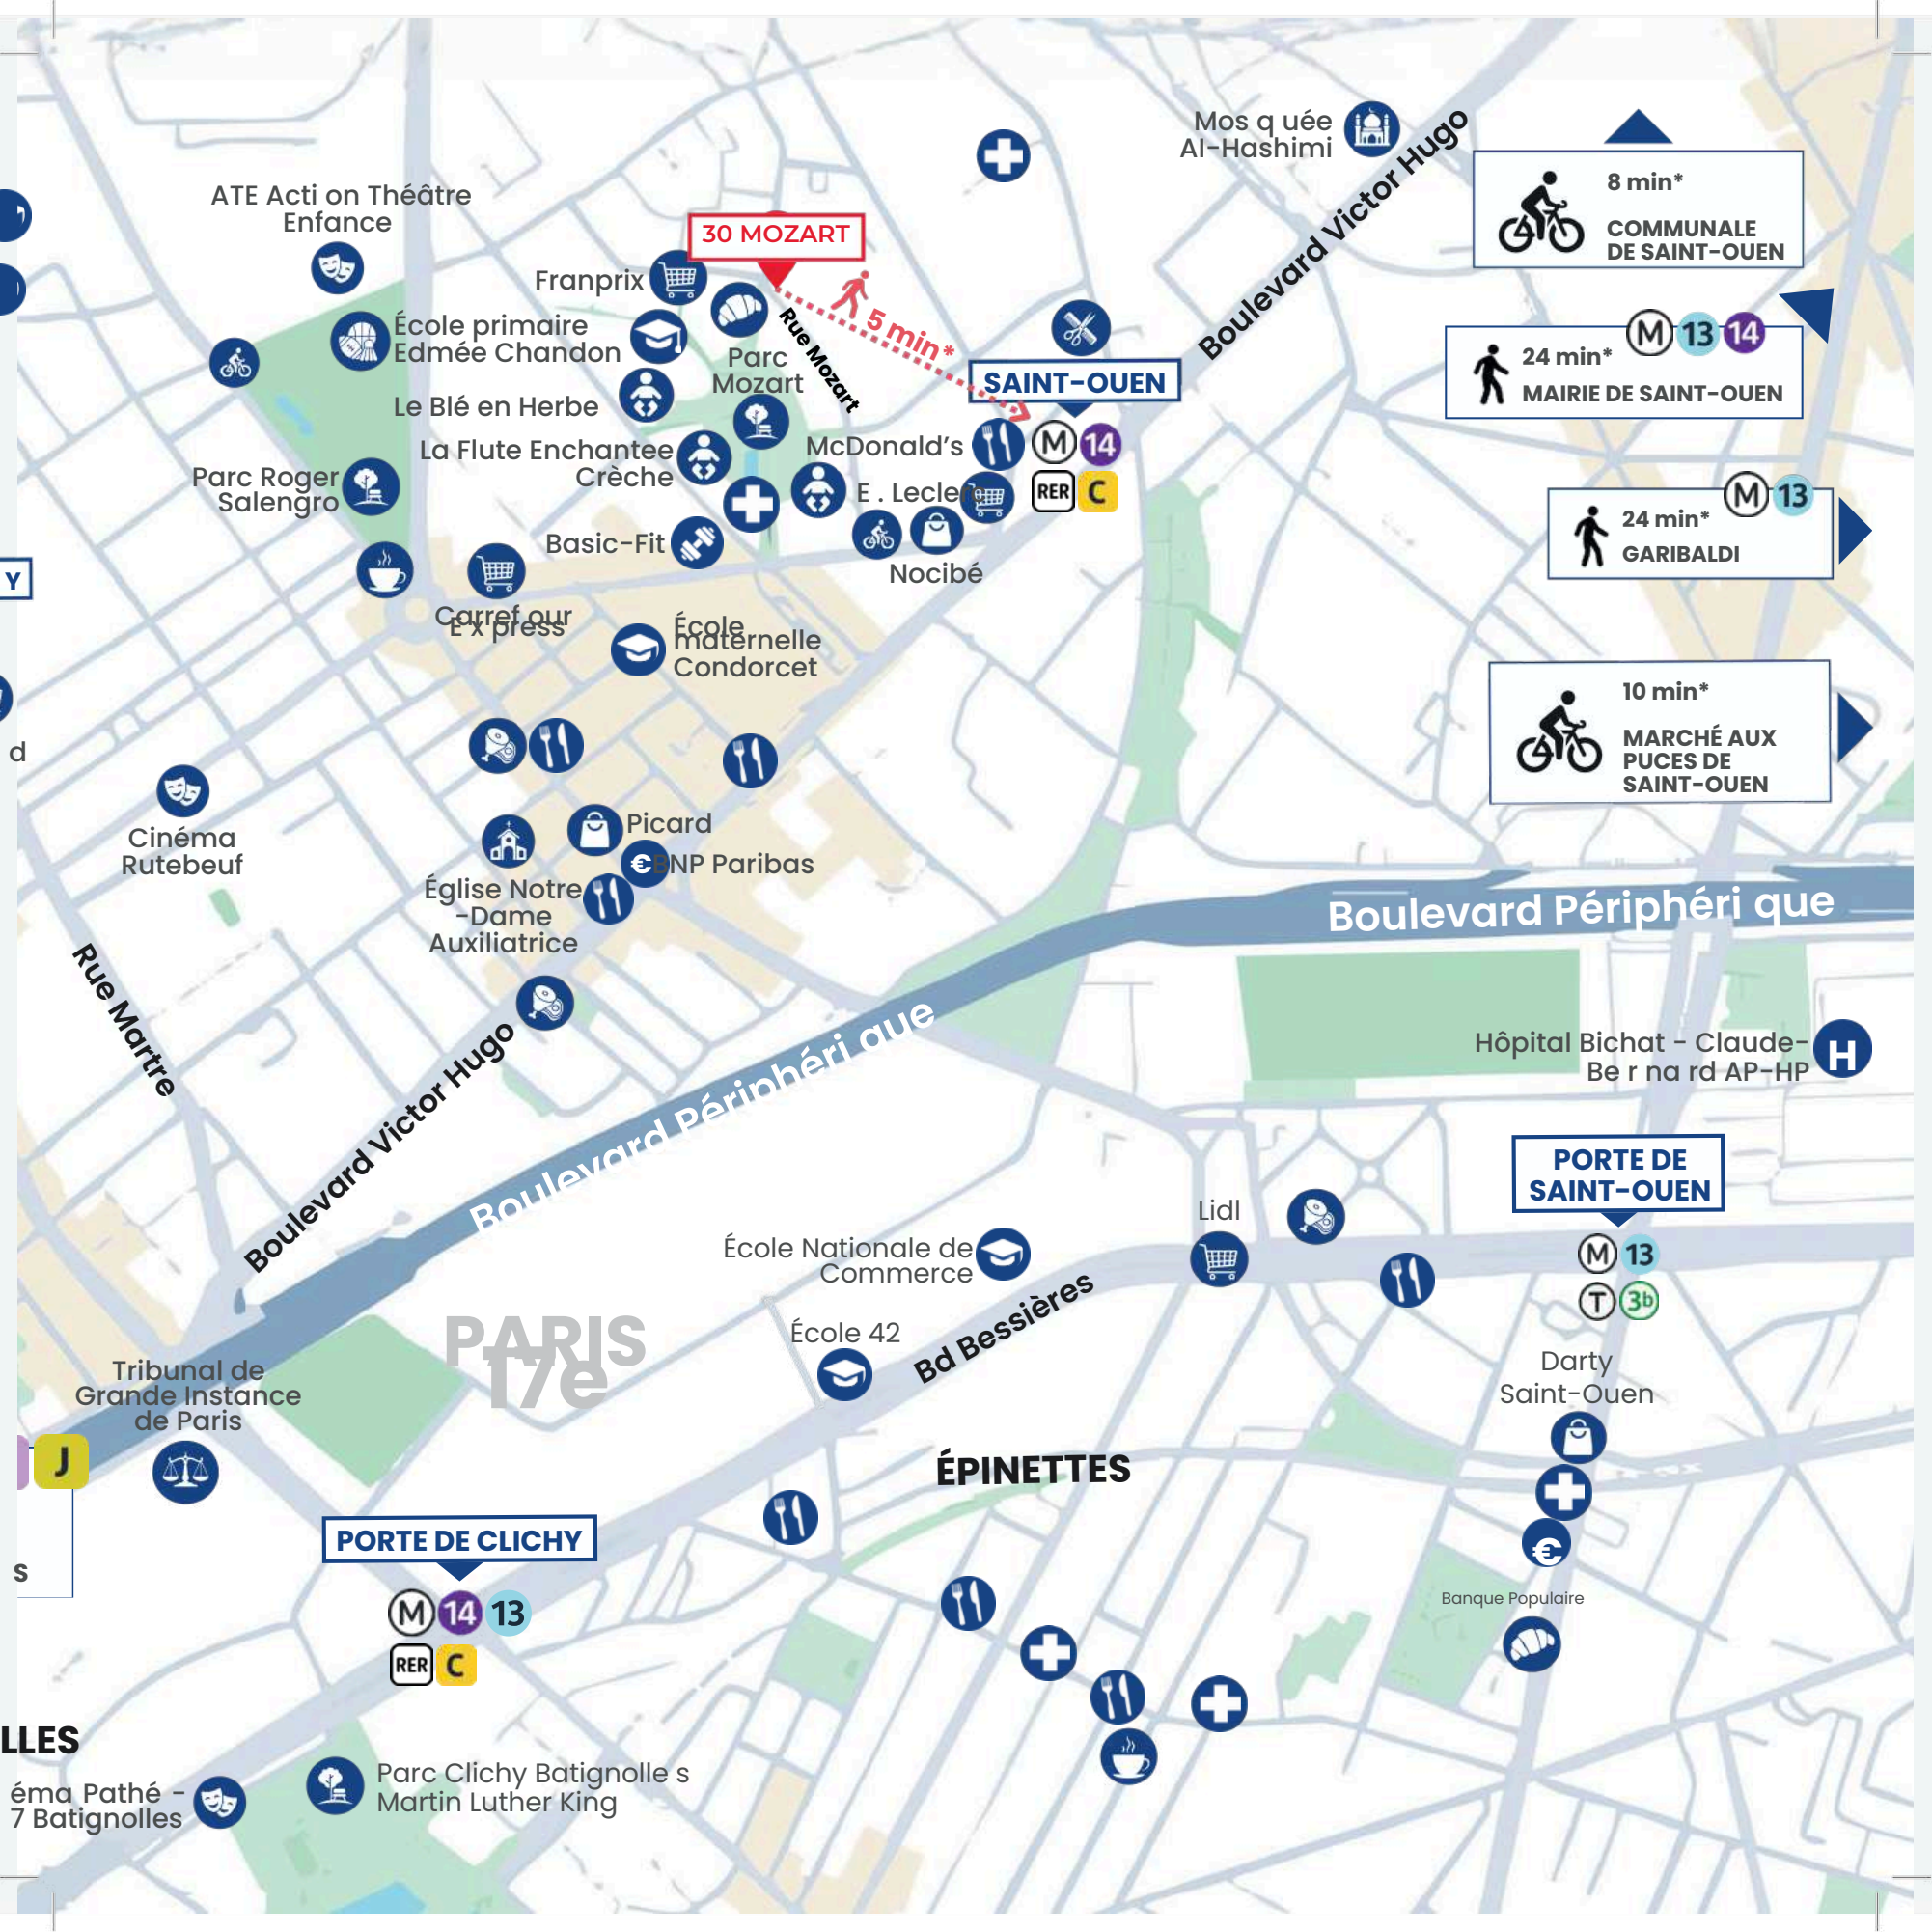 Mos q uée
Al-Hashimi
Boulevard Victor Hugo
8 min*
COMMUNALE
DE SAINT-OUEN
ATE Acti on Théâtre
Enfance
30 MOZART
Franprix
5 min*
Rue Mozart
École primaire
Edmée Chandon
Parc
Mozart
SAINT-OUEN
M 13 14
24 min*
MAIRIE DE SAINT-OUEN
Le Blé en Herbe
La Flute Enchantee
Crèche
McDonald's
M 14
Parc Roger
Salengro
E . Leclerc
RER C
M 13
24 min*
GARIBALDI
Basic-Fit
Nocibé
Y
Carref our
E x press
École
maternelle
Condorcet
10 min*
MARCHÉ AUX
PUCES DE
SAINT-OUEN
d
Cinéma
Rutebeuf
Picard
€
BNP Paribas
Église Notre
-Dame
Auxiliatrice
Boulevard Périphéri que
Rue Martre
Boulevard Victor Hugo
Boulevard Périphéri que
Hôpital Bichat - Claude-
Be r na rd AP-HP
H
PORTE DE
SAINT-OUEN
M 13
T 3b
Lidl
École Nationale de
Commerce
Bd Bessières
École 42
PARIS
17e
Darty
Saint-Ouen
Tribunal de
Grande Instance
de Paris
J
ÉPINETTES
s
PORTE DE CLICHY
M 14 13
RER C
€
Banque Populaire
LLES
éma Pathé -
7 Batignolles
Parc Clichy Batignolle s
Martin Luther King